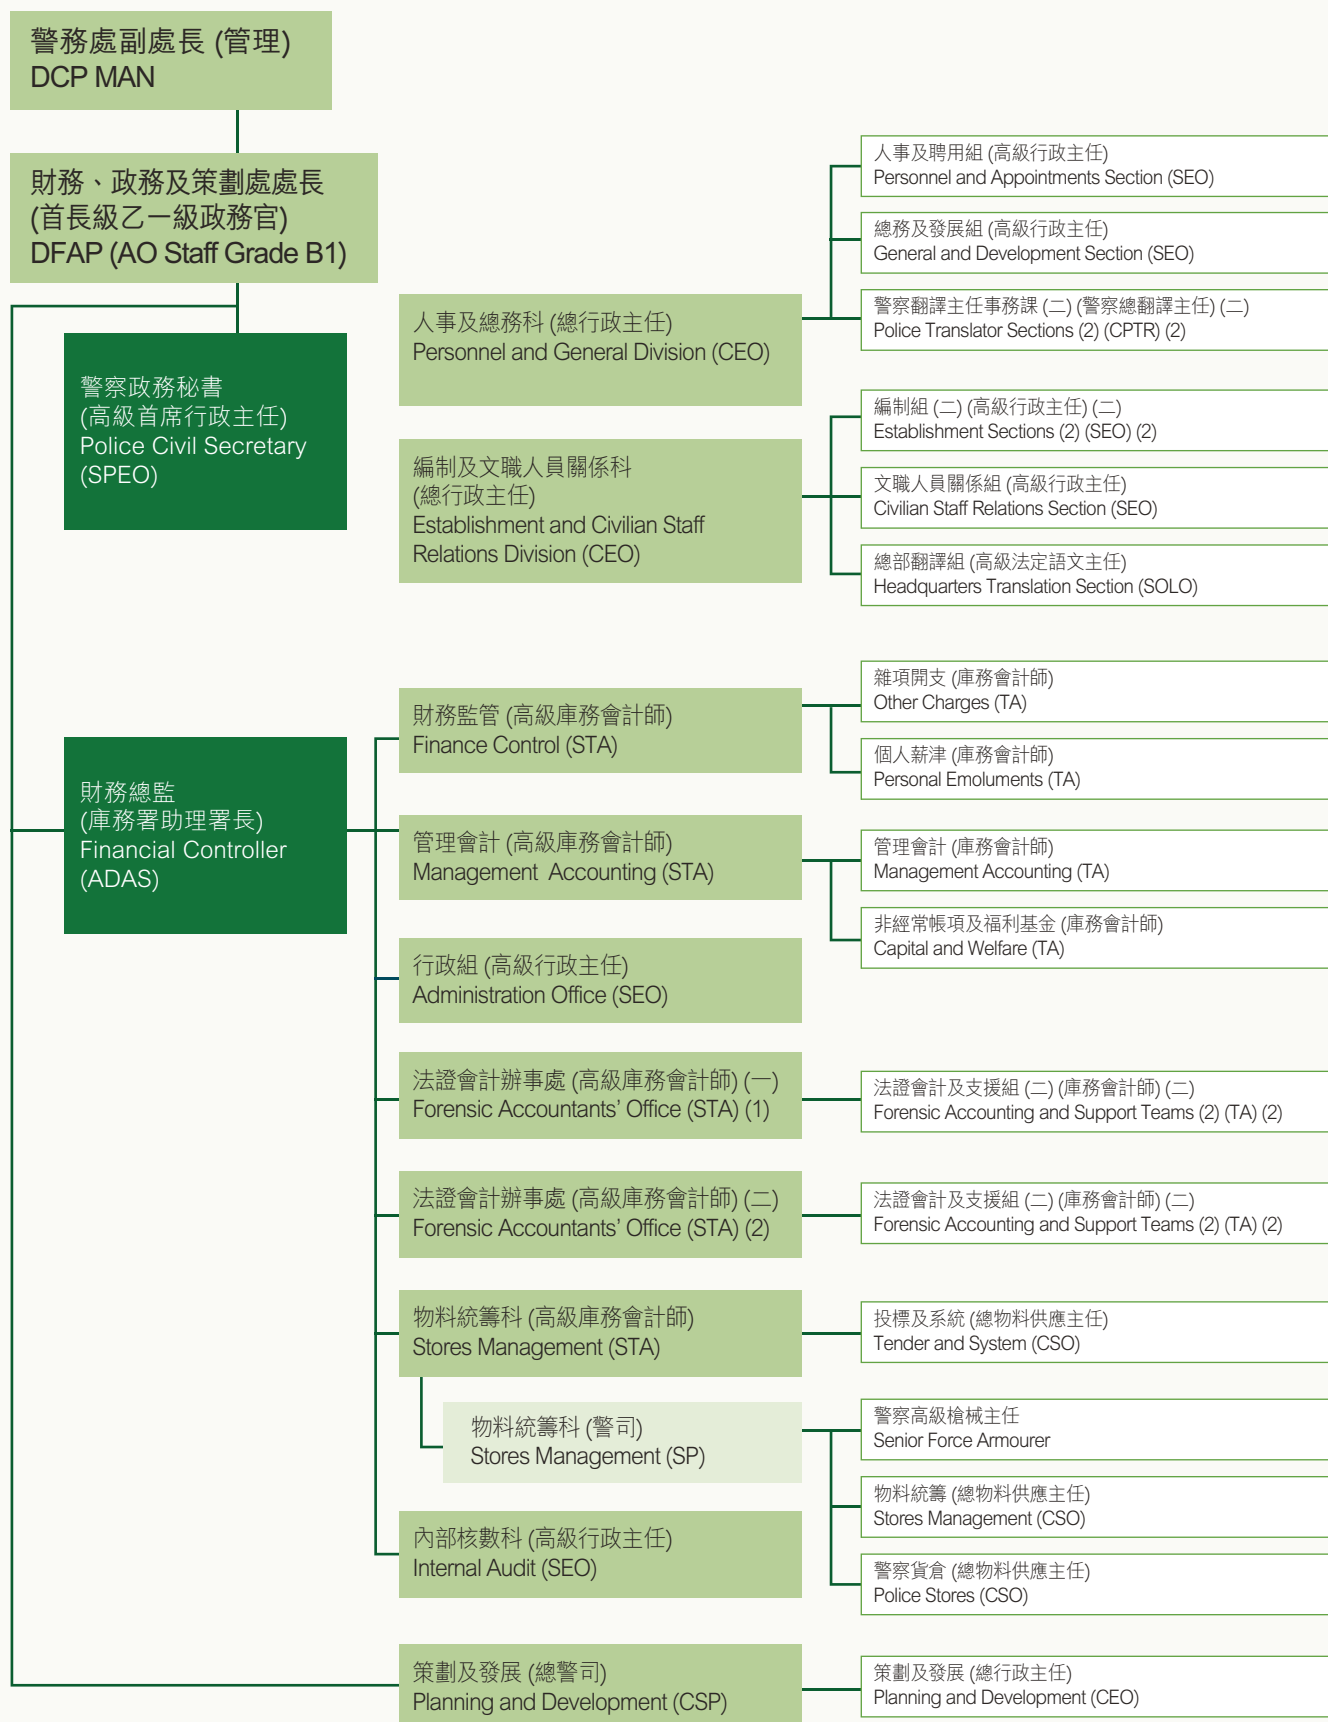 警務處副處長 (管理)
DCP MAN
財務、政務及策劃處處長
(首長級乙一級政務官)
DFAP (AO Staff Grade B1)
警察政務秘書
(高級首席行政主任)
Police Civil Secretary
(SPEO)
人事及總務科 (總行政主任)
Personnel and General Division (CEO)
人事及聘用組 (高級行政主任)
Personnel and Appointments Section (SEO)
總務及發展組 (高級行政主任)
General and Development Section (SEO)
警察翻譯主任事務課 (二) (警察總翻譯主任) (二)
Police Translator Sections (2) (CPTR) (2)
編制及文職人員關係科
(總行政主任)
Establishment and Civilian Staff
Relations Division (CEO)
編制組 (二) (高級行政主任) (二)
Establishment Sections (2) (SEO) (2)
文職人員關係組 (高級行政主任)
Civilian Staff Relations Section (SEO)
總部翻譯組 (高級法定語文主任)
Headquarters Translation Section (SOLO)
財務總監
(庫務署助理署長)
Financial Controller
(ADAS)
財務監管 (高級庫務會計師)
Finance Control (STA)
雜項開支 (庫務會計師)
Other Charges (TA)
個人薪津 (庫務會計師)
Personal Emoluments (TA)
管理會計 (高級庫務會計師)
Management Accounting (STA)
管理會計 (庫務會計師)
Management Accounting (TA)
非經常帳項及福利基金 (庫務會計師)
Capital and Welfare (TA)
行政組 (高級行政主任)
Administration Office (SEO)
法證會計辦事處 (高級庫務會計師) (一)
Forensic Accountants’ Office (STA) (1)
法證會計及支援組 (二) (庫務會計師) (二)
Forensic Accounting and Support Teams (2) (TA) (2)
法證會計辦事處 (高級庫務會計師) (二)
Forensic Accountants’ Office (STA) (2)
法證會計及支援組 (二) (庫務會計師) (二)
Forensic Accounting and Support Teams (2) (TA) (2)
物料統籌科 (高級庫務會計師)
Stores Management (STA)
投標及系統 (總物料供應主任)
Tender and System (CSO)
物料統籌科 (警司)
Stores Management (SP)
警察高級槍械主任
Senior Force Armourer
物料統籌 (總物料供應主任)
Stores Management (CSO)
警察貨倉 (總物料供應主任)
Police Stores (CSO)
內部核數科 (高級行政主任)
Internal Audit (SEO)
策劃及發展 (總警司)
Planning and Development (CSP)
策劃及發展 (總行政主任)
Planning and Development (CEO)